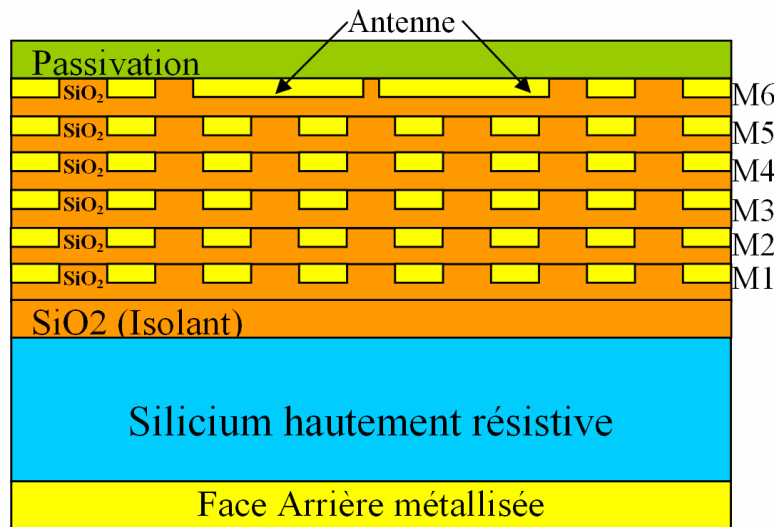 Antenne
Passivation
SiO₂ M6
SiO₂ M5
SiO₂ M4
SiO₂ M3
SiO₂ M2
SiO₂ M1
SiO2 (Isolant)
Silicium hautement résistive
Face Arrière métallisée